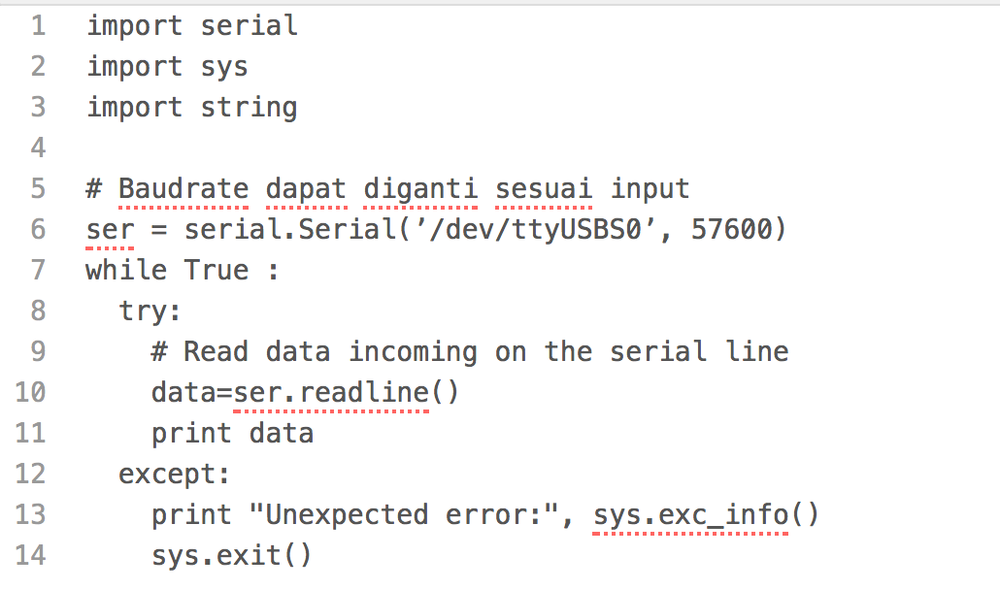 1 import serial
2 import sys
3 import string
4
5 # Baudrate dapat diganti sesuai input
6 ser = serial.Serial(’/dev/ttyUSBS0’, 57600)
7 while True :
8   try:
9     # Read data incoming on the serial line
10     data=ser.readline()
11     print data
12   except:
13     print "Unexpected error:", sys.exc_info()
14     sys.exit()